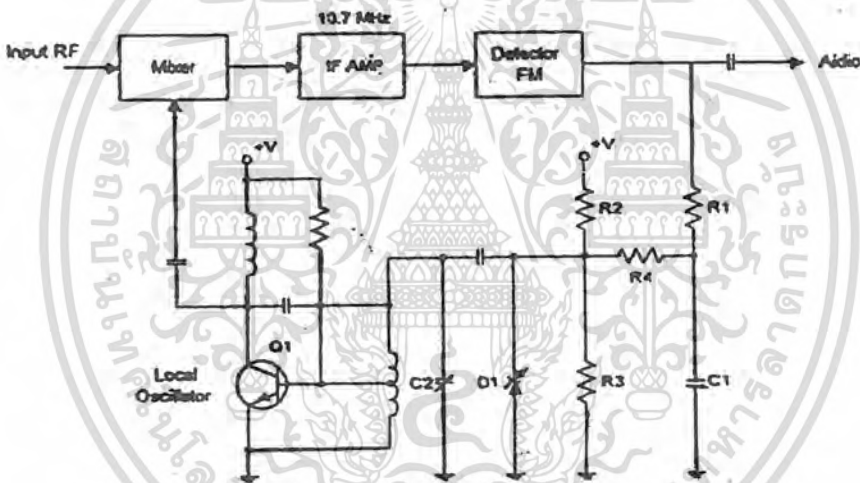 10.7 MHz
Input RF
Mixer
IF AMP
Detector
FM
Aidio
+V
+V
R2
R1
R4
Q1
Local
Oscillator
C2
D1
R3
C1